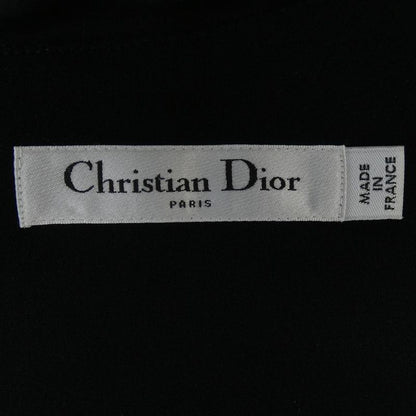 Christian Dior
PARIS
MADE
IN
FRANCE